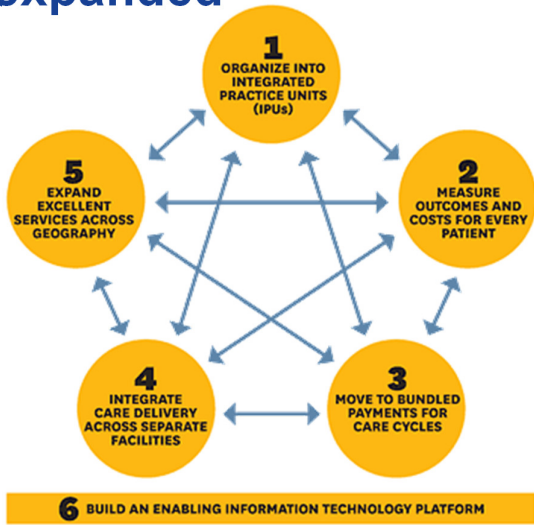 expanded
1
ORGANIZE INTO
INTEGRATED
PRACTICE UNITS
(IPUs)
2
MEASURE
OUTCOMES AND
COSTS FOR EVERY
PATIENT
3
MOVE TO BUNDLED
PAYMENTS FOR
CARE CYCLES
4
INTEGRATE
CARE DELIVERY
ACROSS SEPARATE
FACILITIES
5
EXPAND
EXCELLENT
SERVICES ACROSS
GEOGRAPHY
6 BUILD AN ENABLING INFORMATION TECHNOLOGY PLATFORM